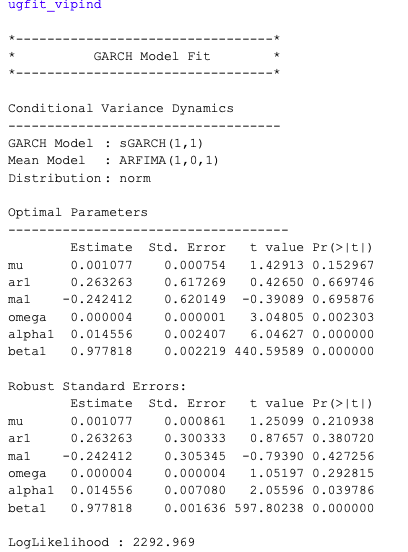 ugfit_vipind
*---------------------------------*
*          GARCH Model Fit        *
*---------------------------------*
Conditional Variance Dynamics
-----------------------------------
GARCH Model : sGARCH(1,1)
Mean Model : ARFIMA(1,0,1)
Distribution : norm
Optimal Parameters
------------------------------------
Estimate Std. Error t value Pr(>|t|)
mu 0.001077 0.000754 1.42913 0.152967
ar1 0.263263 0.617269 0.42650 0.669746
ma1 -0.242412 0.620149 -0.39089 0.695876
omega 0.000004 0.000001 3.04805 0.002303
alpha1 0.014556 0.002407 6.04627 0.000000
beta1 0.977818 0.002219 440.59589 0.000000
Robust Standard Errors:
Estimate Std. Error t value Pr(>|t|)
mu 0.001077 0.000861 1.25099 0.210938
ar1 0.263263 0.300333 0.87657 0.380720
ma1 -0.242412 0.305345 -0.79390 0.427256
omega 0.000004 0.000004 1.05197 0.292815
alpha1 0.014556 0.007080 2.05596 0.039786
beta1 0.977818 0.001636 597.80238 0.000000
LogLikelihood : 2292.969